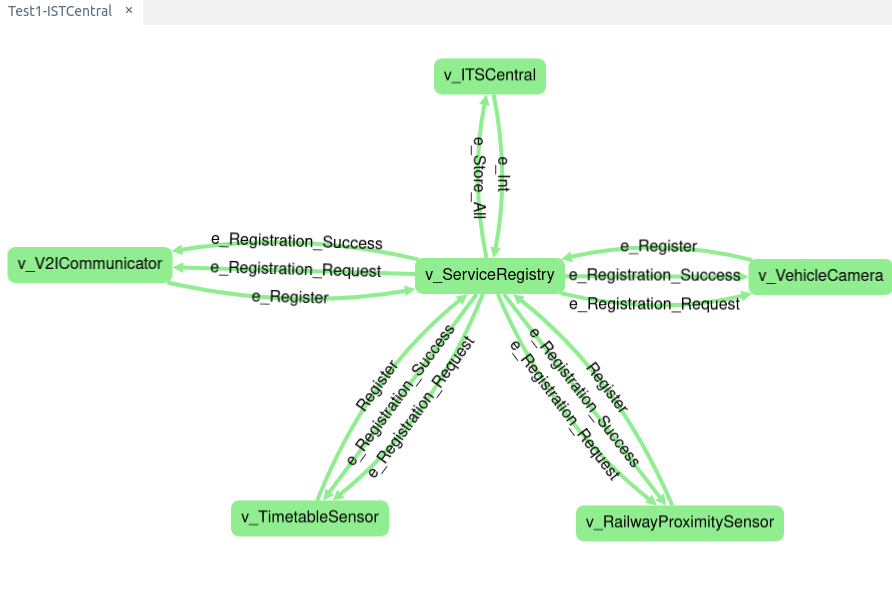 Test1-ISTCentral ×
v_ITSCentral
e_Store_All
e_Int
e_Registration_Success
e_Register
v_V2ICommunicator
e_Registration_Request
v_ServiceRegistry
e_Registration_Success
v_VehicleCamera
e_Register
e_Registration_Request
Register
e_Registration_Success
e_Registration_Request
e_Registration_Request
e_Registration_Success
Register
v_TimetableSensor
v_RailwayProximitySensor